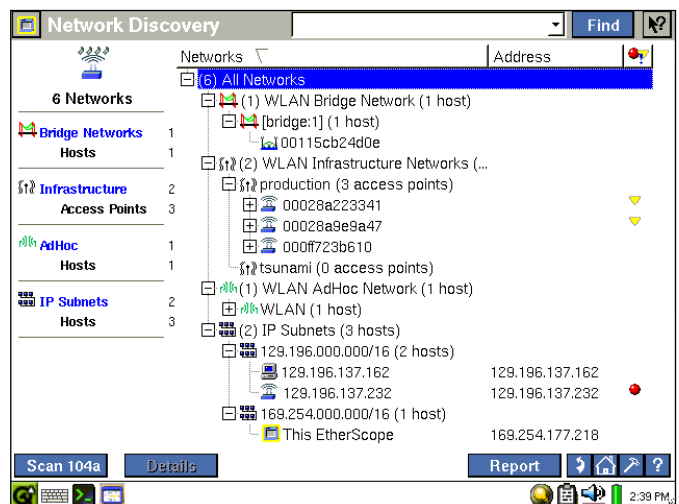 Network Discovery
Find
Networks
Address
6 Networks
Bridge Networks 1
Hosts 1
Infrastructure 2
Access Points 3
AdHoc 1
Hosts 1
IP Subnets 2
Hosts 3
(6) All Networks
(1) WLAN Bridge Network (1 host)
[bridge:1] (1 host)
00115cb24d0e
(2) WLAN Infrastructure Networks (...
production (3 access points)
00028a223341
00028a9e9a47
000ff723b610
tsunami (0 access points)
(1) WLAN AdHoc Network (1 host)
WLAN (1 host)
(2) IP Subnets (3 hosts)
129.196.000.000/16 (2 hosts)
129.196.137.162 129.196.137.162
129.196.137.232 129.196.137.232
169.254.000.000/16 (1 host)
This EtherScope 169.254.177.218
Scan 104a
Details
Report
?
2:39 PM